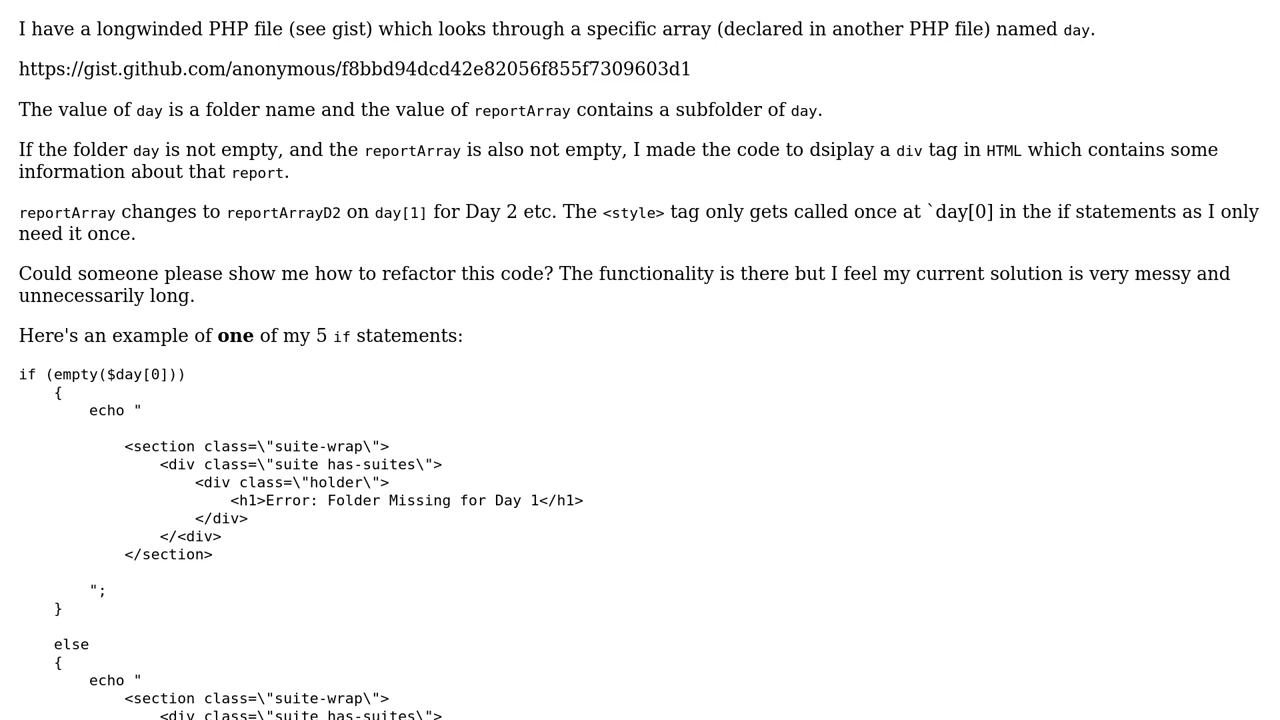 I have a longwinded PHP file (see gist) which looks through a specific array (declared in another PHP file) named day.
https://gist.github.com/anonymous/f8bbd94dcd42e82056f855f7309603d1
The value of day is a folder name and the value of reportArray contains a subfolder of day.
If the folder day is not empty, and the reportArray is also not empty, I made the code to dsiplay a div tag in HTML which contains some
information about that report.
reportArray changes to reportArrayD2 on day[1] for Day 2 etc. The <style> tag only gets called once at `day[0] in the if statements as I only
need it once.
Could someone please show me how to refactor this code? The functionality is there but I feel my current solution is very messy and
unnecessarily long.
Here's an example of one of my 5 if statements:
if (empty($day[0]))
    {
        echo "
            <section class=\"suite-wrap\">
                <div class=\"suite has-suites\">
                    <div class=\"holder\">
                        <h1>Error: Folder Missing for Day 1</h1>
                    </div>
                </<div>
            </section>
        ";
    }
    else
    {
        echo "
            <section class=\"suite-wrap\">
                <div class=\"suite has-suites\">